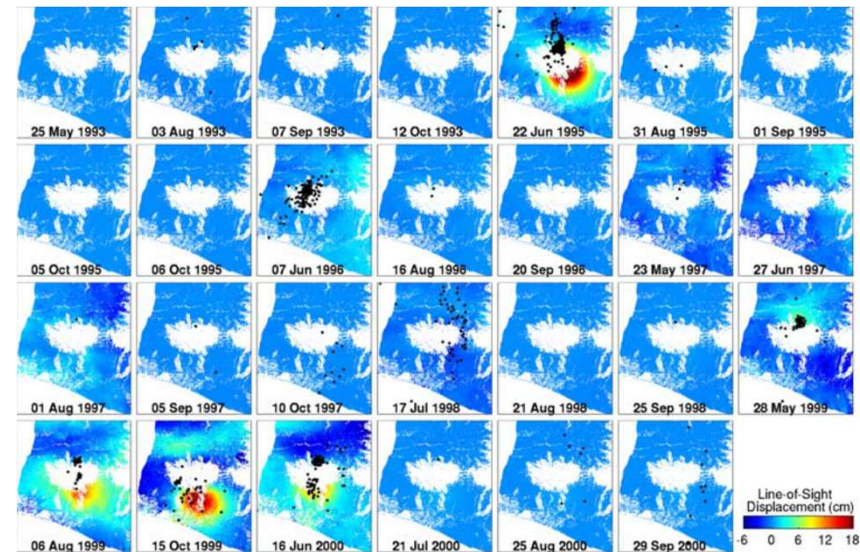 25 May 1993
03 Aug 1993
07 Sep 1993
12 Oct 1993
22 Jun 1995
31 Aug 1995
01 Sep 1995
05 Oct 1995
06 Oct 1995
07 Jun 1996
16 Aug 1996
20 Sep 1996
23 May 1997
27 Jun 1997
01 Aug 1997
05 Sep 1997
10 Oct 1997
17 Jul 1998
21 Aug 1998
25 Sep 1998
28 May 1999
06 Aug 1999
15 Oct 1999
16 Jun 2000
21 Jul 2000
25 Aug 2000
29 Sep 2000
Line-of-Sight
Displacement (cm)
-6 0 6 12 18